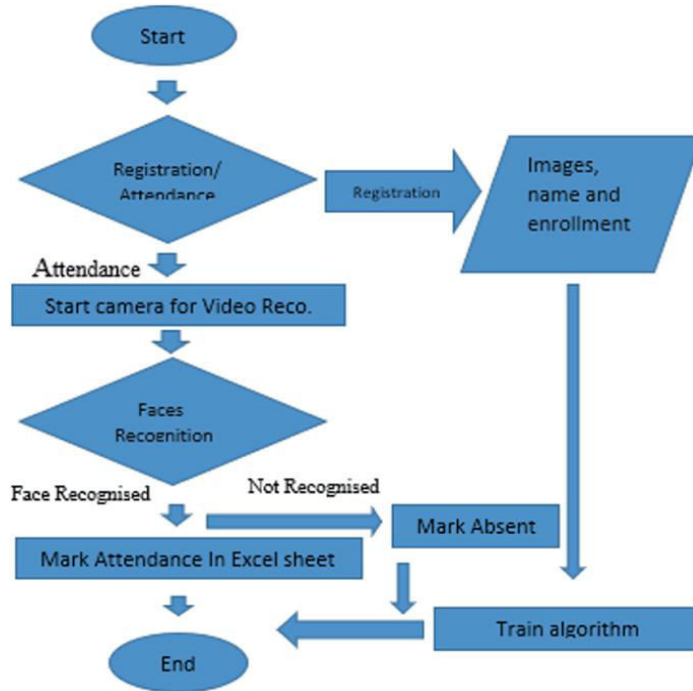 Start
Registration/
Attendance
Registration
Images,
name and
enrollment
Attendance
Start camera for Video Reco.
Faces
Recognition
Face Recognised
Not Recognised
Mark Absent
Mark Attendance In Excel sheet
Train algorithm
End